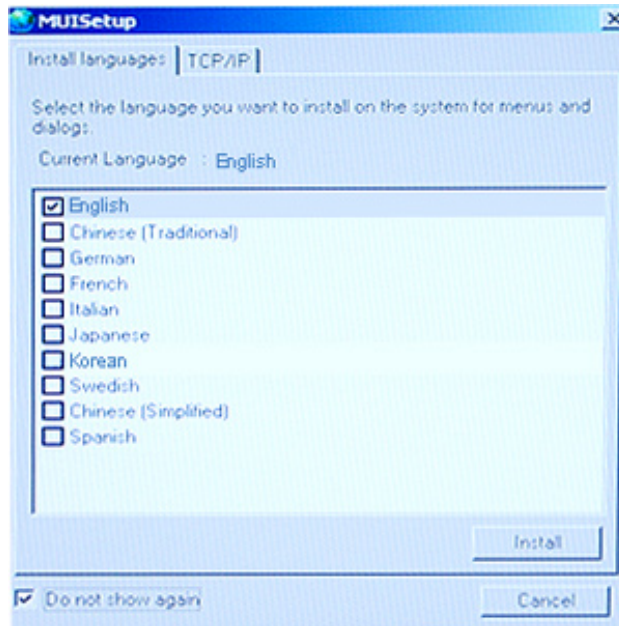 MUISetup
Install languages TCP/IP
Select the language you want to install on the system for menus and
dialogs.
Current Language : English
English
Chinese (Traditional)
German
French
Italian
Japanese
Korean
Swedish
Chinese (Simplified)
Spanish
Install
Do not show again
Cancel